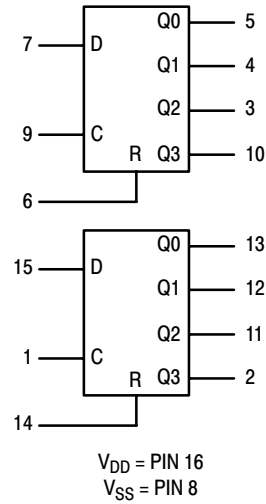 Q0 5
7 D
Q1 4
Q2 3
9 C
R Q3 10
6
Q0 13
15 D
Q1 12
Q2 11
1 C
R Q3 2
14
VDD = PIN 16
VSS = PIN 8